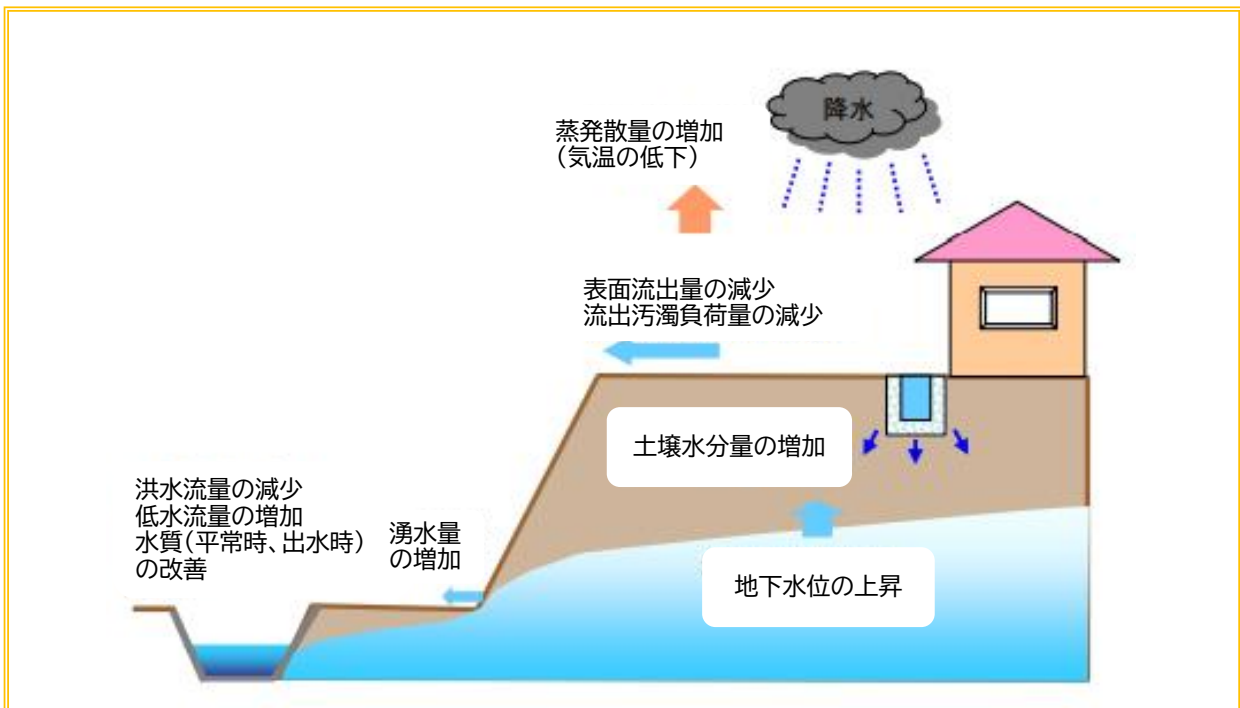 降水
蒸発散量の増加
(気温の低下)
表面流出量の減少
流出汚濁負荷量の減少
土壌水分量の増加
洪水流量の減少
低水流量の増加
水質(平常時、出水時)
の改善
湧水量
の増加
地下水位の上昇